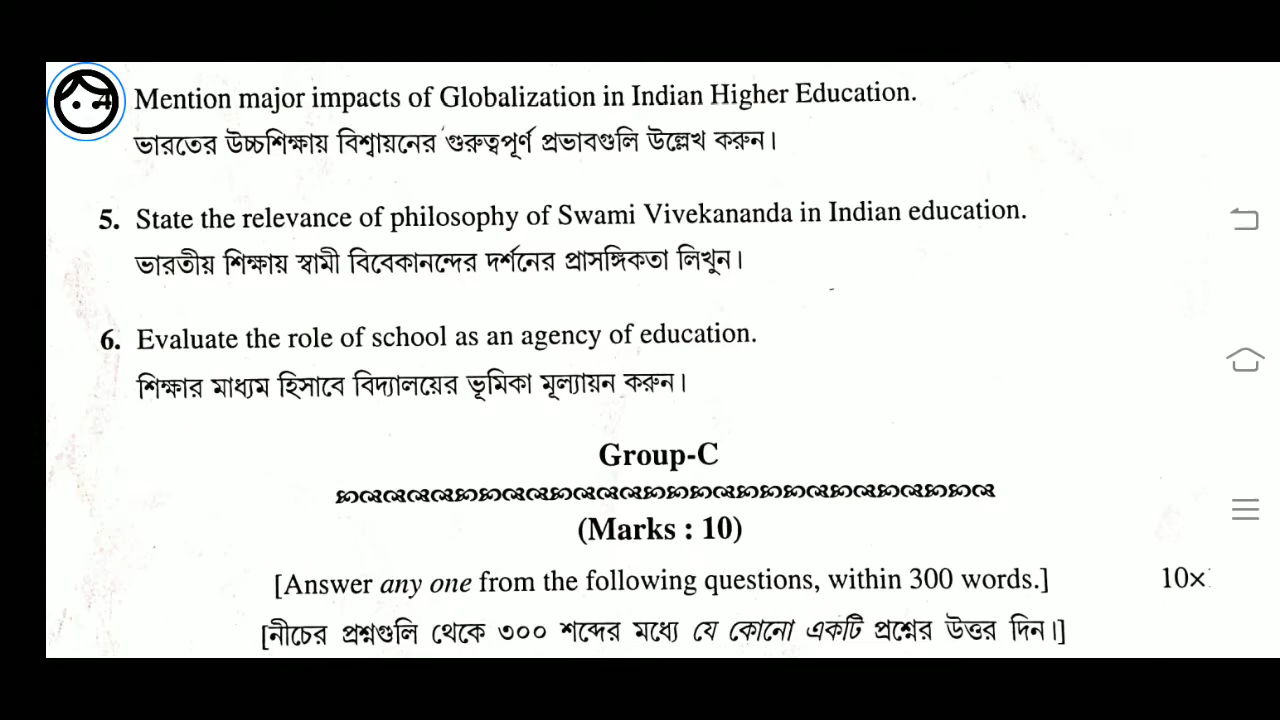 4. Mention major impacts of Globalization in Indian Higher Education.
ভারতের উচ্চশিক্ষায় বিশ্বায়নের গুরুত্বপূর্ণ প্রভাবগুলি উল্লেখ করুন।
5. State the relevance of philosophy of Swami Vivekananda in Indian education.
ভারতীয় শিক্ষায় স্বামী বিবেকানন্দের দর্শনের প্রাসঙ্গিকতা লিখুন।
6. Evaluate the role of school as an agency of education.
শিক্ষার মাধ্যম হিসাবে বিদ্যালয়ের ভূমিকা মূল্যায়ন করুন।
Group-C
(Marks : 10)
[Answer any one from the following questions, within 300 words.] 10×
[নীচের প্রশ্নগুলি থেকে ৩০০ শব্দের মধ্যে যে কোনো একটি প্রশ্নের উত্তর দিন।]